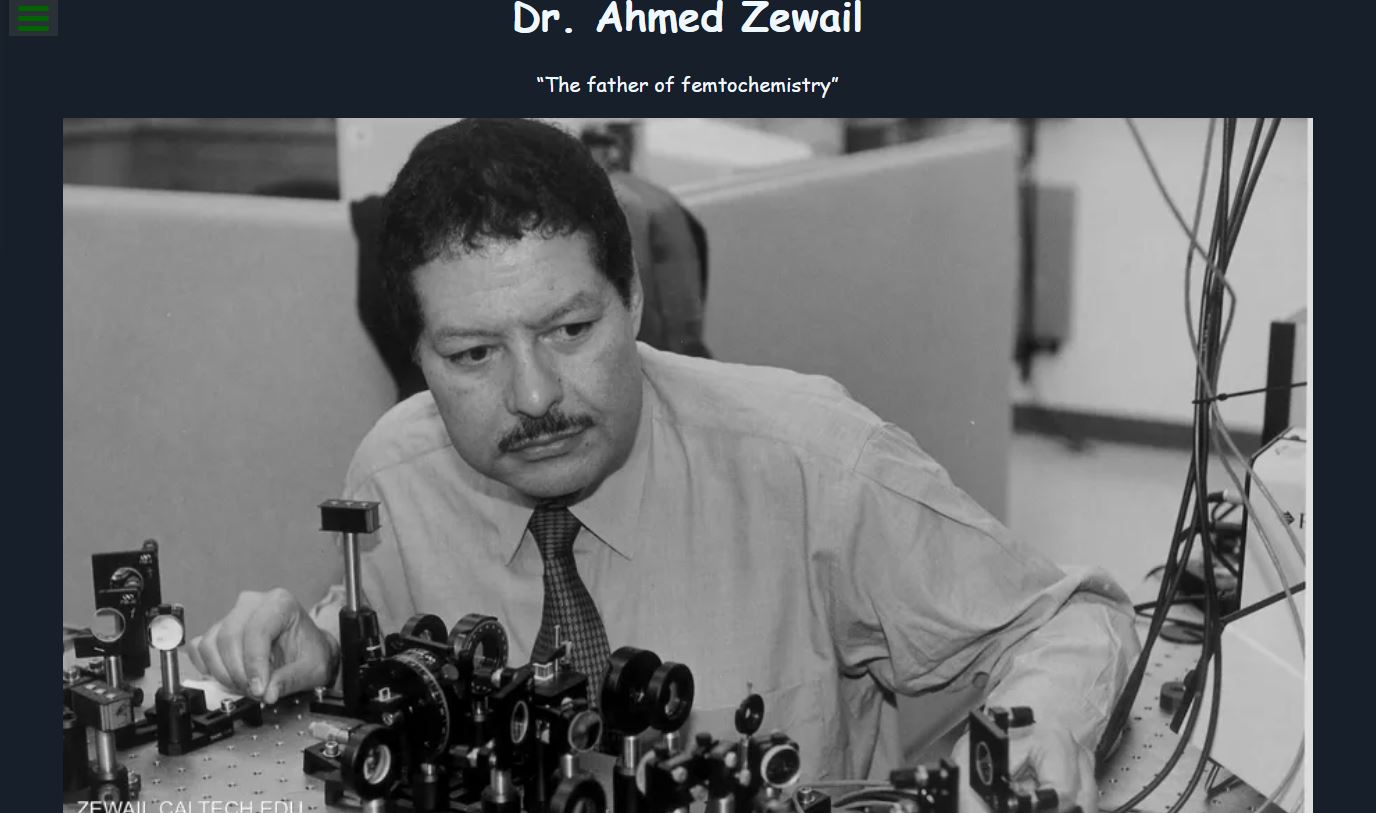 Dr. Ahmed Zewail
“The father of femtochemistry”
ZEWAIL.CALTECH.EDU